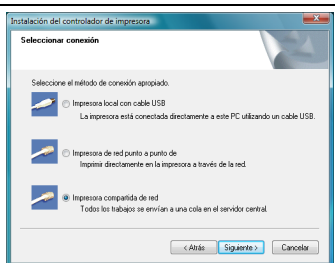 Instalación del controlador de impresora
Seleccionar conexión
Seleccione el método de conexión apropiado.
Impresora local con cable USB
La impresora está conectada directamente a este PC utilizando un cable USB.
Impresora de red punto a punto de
Imprimir directamente en la impresora a través de la red.
Impresora compartida de red
Todos los trabajos se envían a una cola en el servidor central.
< Atrás Siguiente > Cancelar